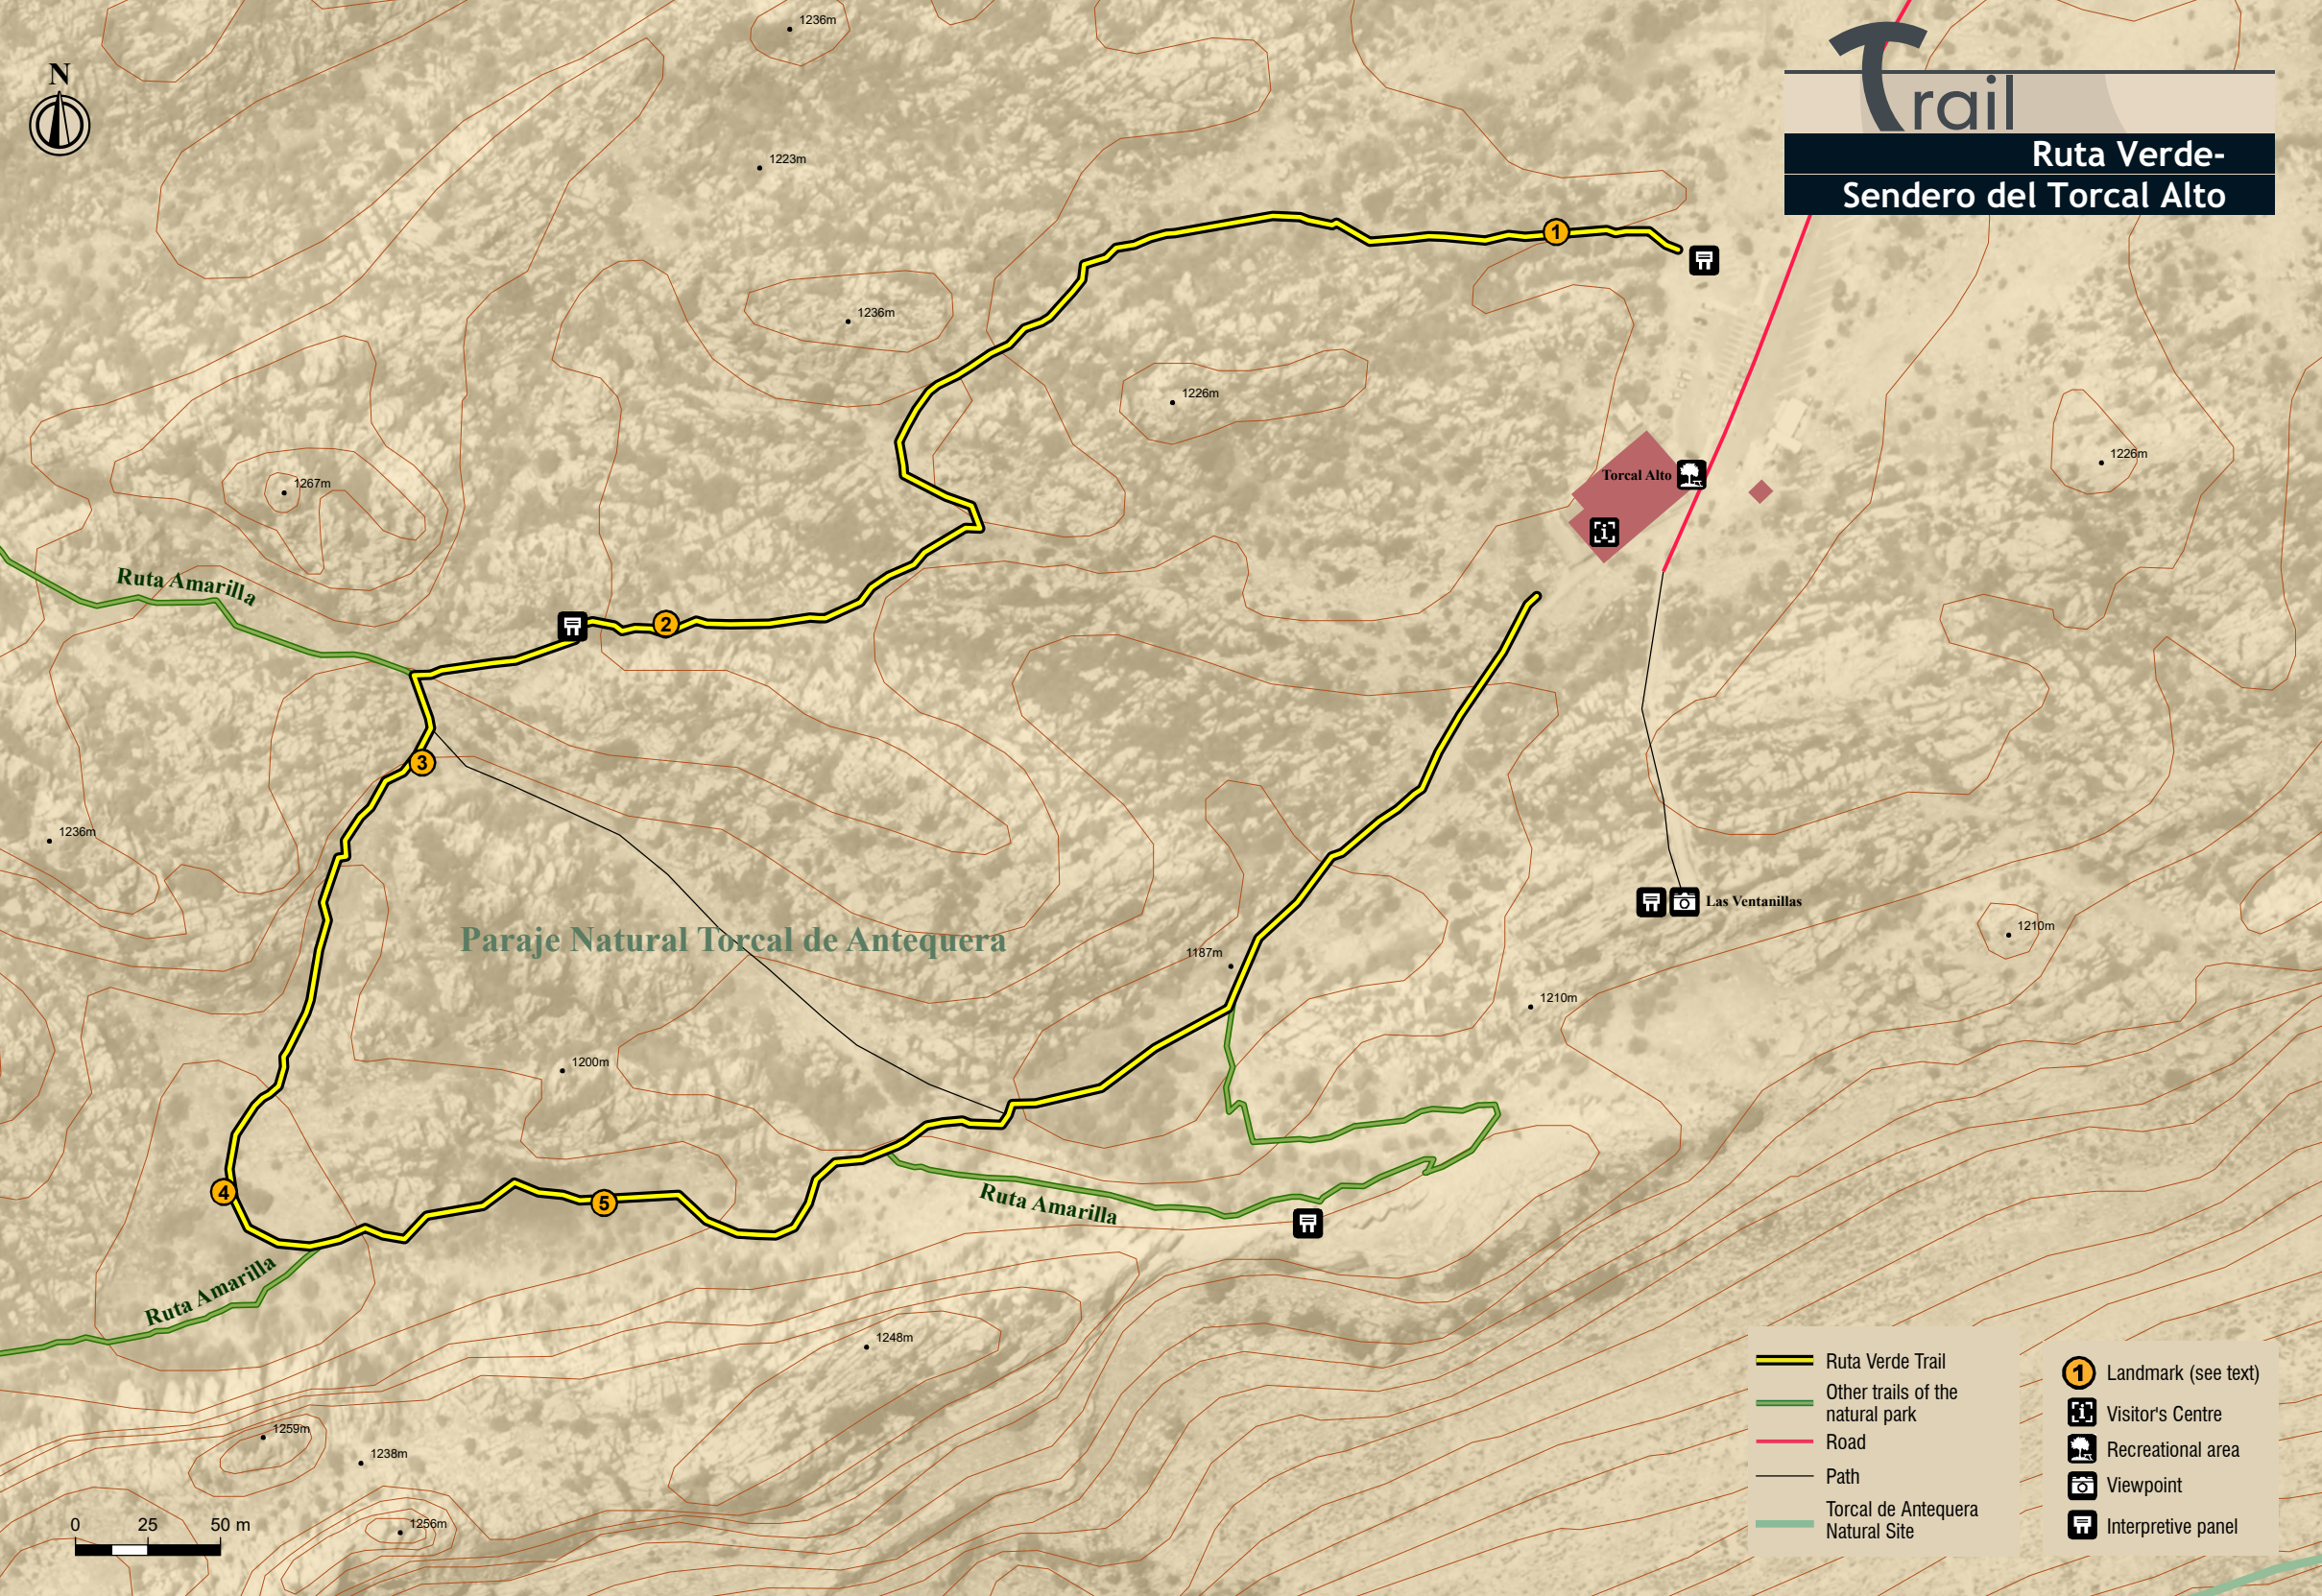 N
Trail
Ruta Verde-
Sendero del Torcal Alto
1236m
1223m
1
1236m
1226m
1226m
Torcal Alto
1267m
Ruta Amarilla
2
3
1236m
Las Ventanillas
1210m
Paraje Natural Torcal de Antequera
1187m
1210m
1200m
4
5
Ruta Amarilla
Ruta Amarilla
1248m
1259m
1238m
1256m
0 25 50 m
Ruta Verde Trail
Other trails of the
natural park
Road
Path
Torcal de Antequera
Natural Site
1 Landmark (see text)
Visitor's Centre
Recreational area
Viewpoint
Interpretive panel